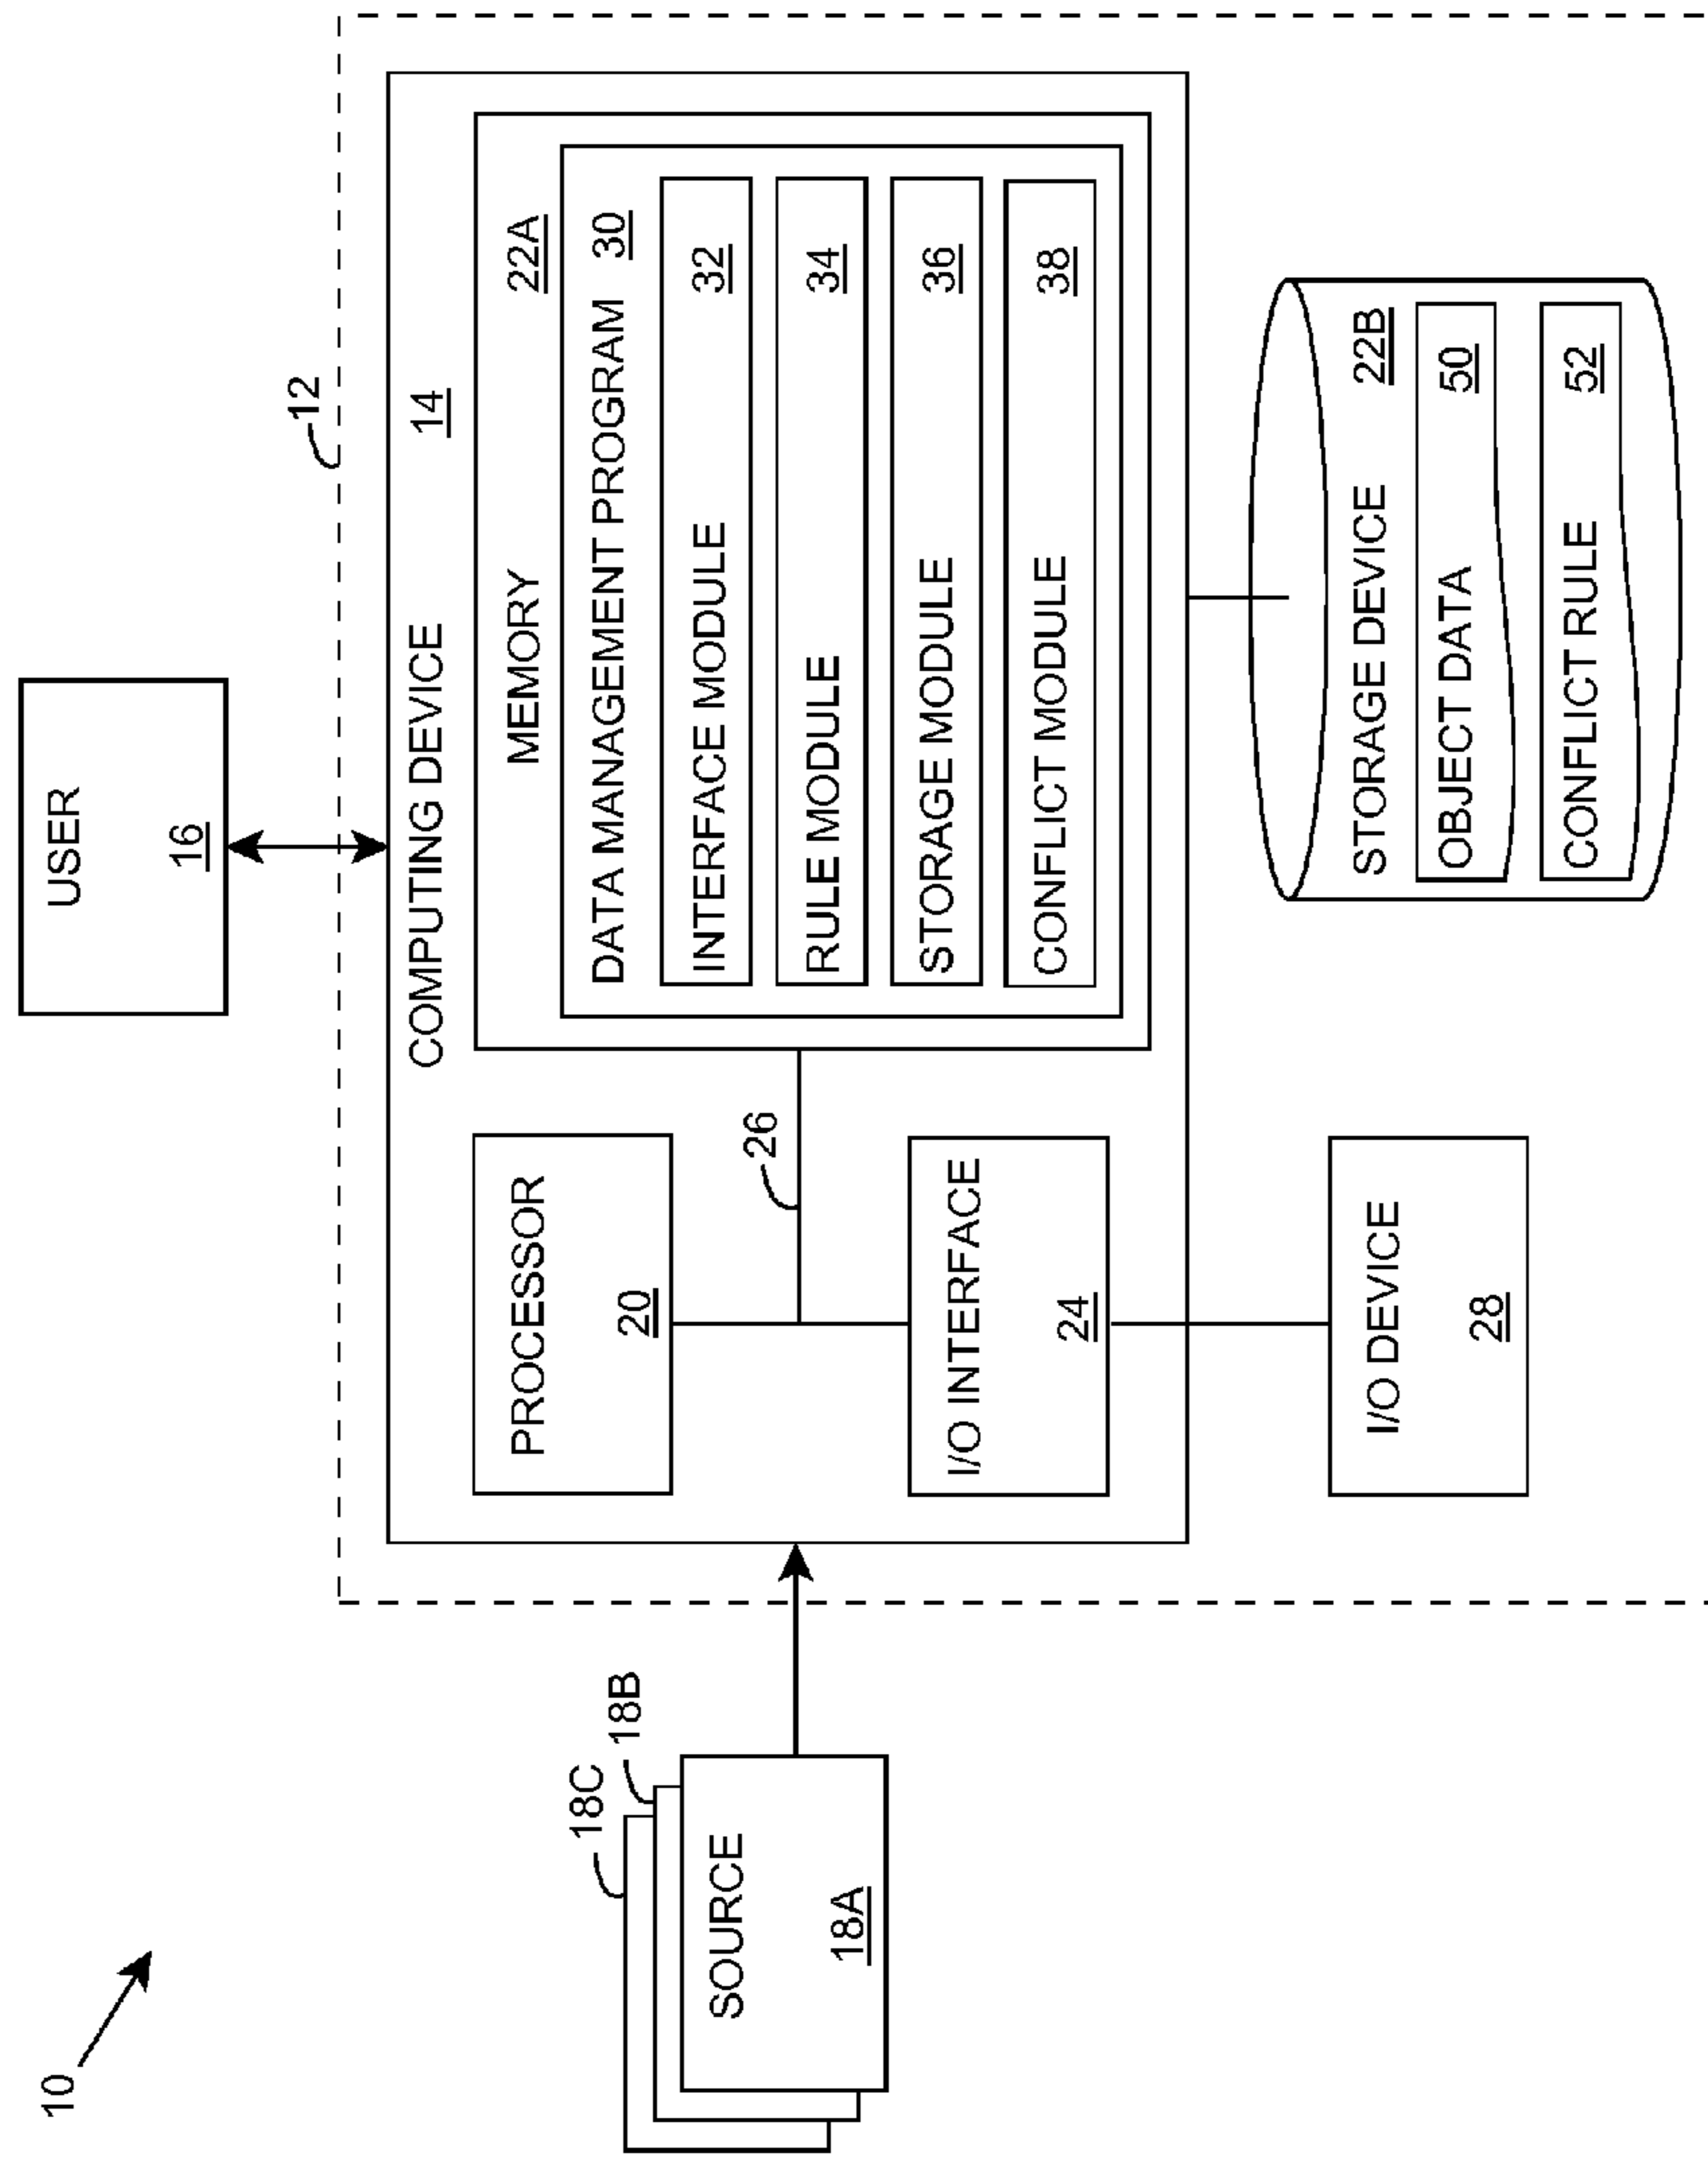 10
USER
16
12
COMPUTING DEVICE 14
PROCESSOR
20
MEMORY 22A
DATA MANAGEMENT PROGRAM 30
INTERFACE MODULE 32
RULE MODULE 34
STORAGE MODULE 36
CONFLICT MODULE 38
26
I/O INTERFACE
24
18C
18B
SOURCE
18A
I/O DEVICE
28
STORAGE DEVICE 22B
OBJECT DATA 50
CONFLICT RULE 52